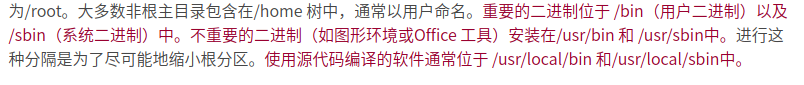 为/root。大多数非根主目录包含在/home 树中，通常以用户命名。重要的二进制位于 /bin（用户二进制）以及
/sbin（系统二进制）中。不重要的二进制（如图形环境或Office 工具）安装在/usr/bin 和 /usr/sbin中。进行这
种分隔是为了尽可能地缩小根分区。使用源代码编译的软件通常位于 /usr/local/bin 和/usr/local/sbin中。